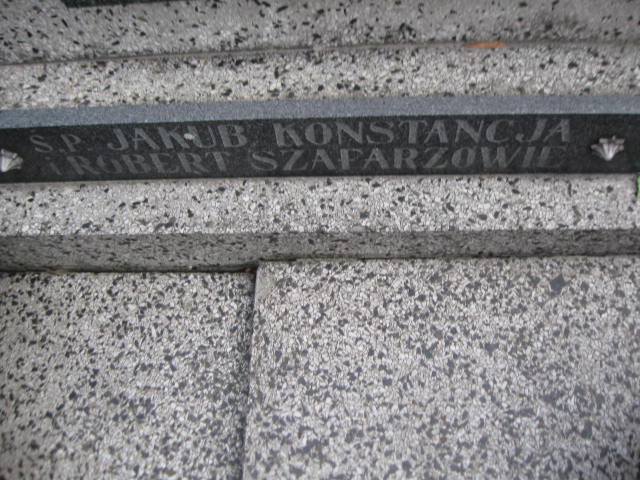 Ś.P. JAKUB KONSTANCJA
I ROBERT SZAFARZOWIE